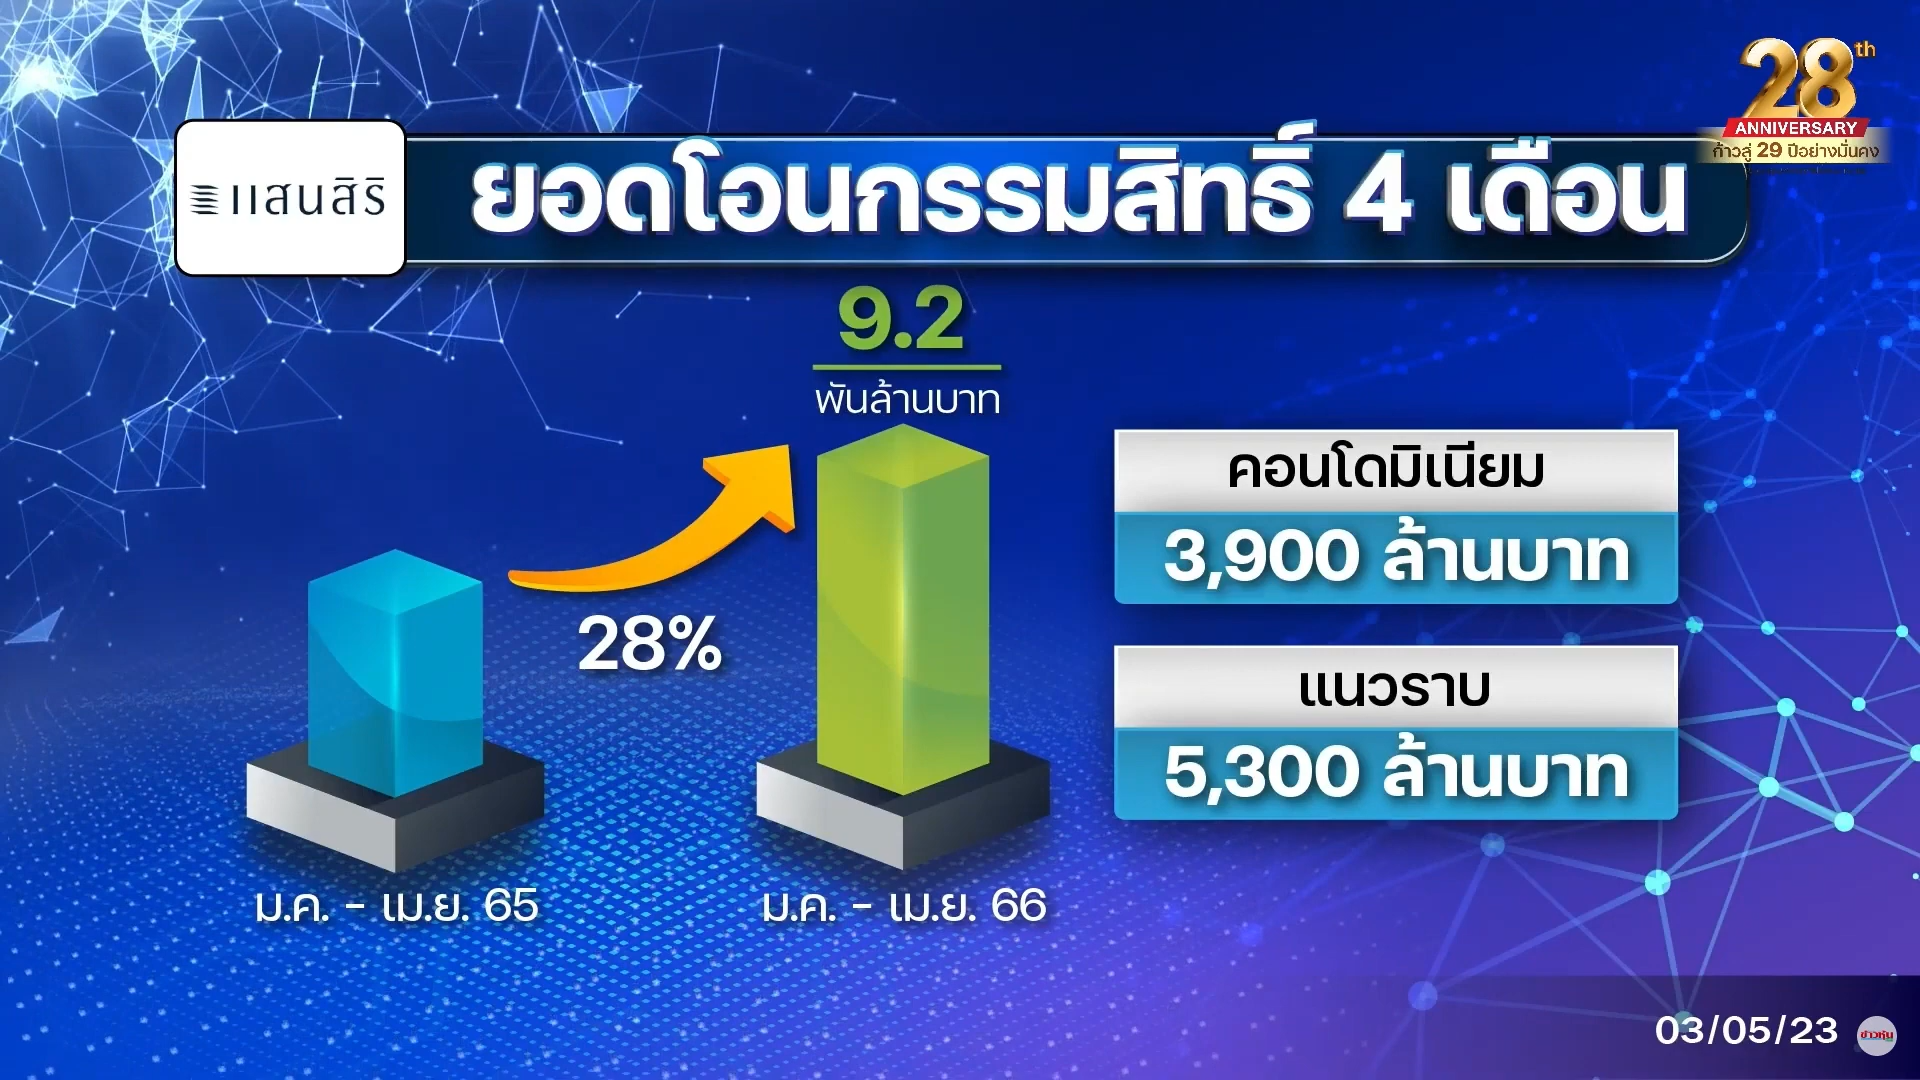 28th
ANNIVERSARY
ก้าวสู่ 29 ปีอย่างมั่นคง
แสนสิริ
ยอดโอนกรรมสิทธิ์ 4 เดือน
9.2
พันล้านบาท
28%
ม.ค. - เม.ย. 65
ม.ค. - เม.ย. 66
คอนโดมิเนียม
3,900 ล้านบาท
แนวราบ
5,300 ล้านบาท
03/05/23
ข่าวหุ้น